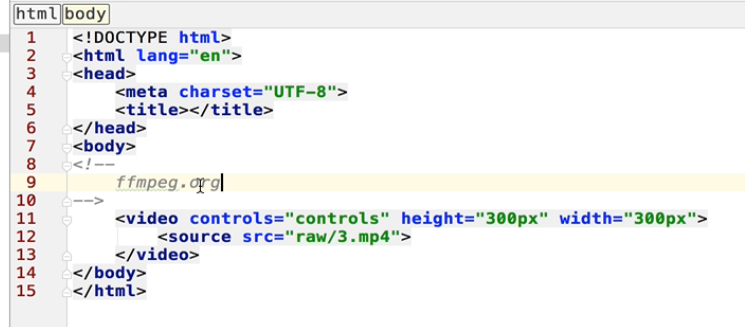 html body
1 <!DOCTYPE html>
2 <html lang="en">
3 <head>
4     <meta charset="UTF-8">
5     <title></title>
6 </head>
7 <body>
8 <!--
9     ffmpeg.org
10 -->
11     <video controls="controls" height="300px" width="300px">
12         <source src="raw/3.mp4">
13     </video>
14 </body>
15 </html>